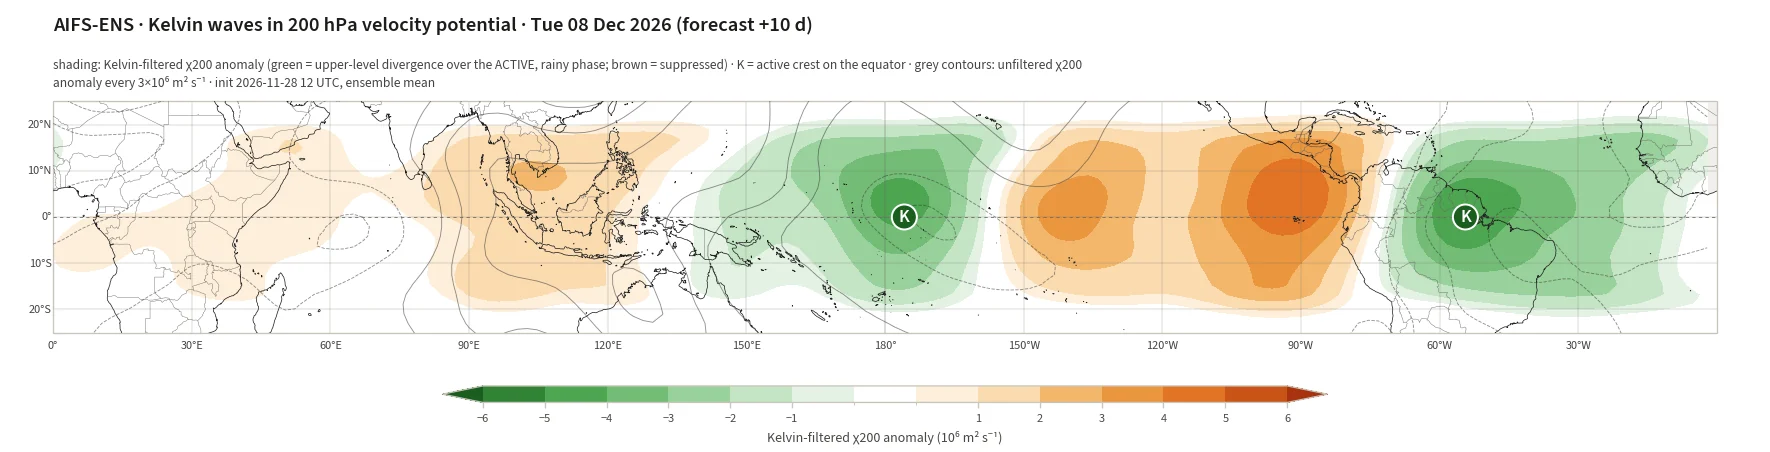 AIFS-ENS · Kelvin waves in 200 hPa velocity potential · Tue 08 Dec 2026 (forecast +10 d)
shading: Kelvin-filtered χ200 anomaly (green = upper-level divergence over the ACTIVE, rainy phase; brown = suppressed) · K = active crest on the equator · grey contours: unfiltered χ200
anomaly every 3×10⁶ m² s⁻¹ · init 2026-11-28 12 UTC, ensemble mean
20°N
10°N
0°
10°S
20°S
K
K
0°
30°E
60°E
90°E
120°E
150°E
180°
150°W
120°W
90°W
60°W
30°W
−6
−5
−4
−3
−2
−1
1
2
3
4
5
6
Kelvin-filtered χ200 anomaly (10⁶ m² s⁻¹)